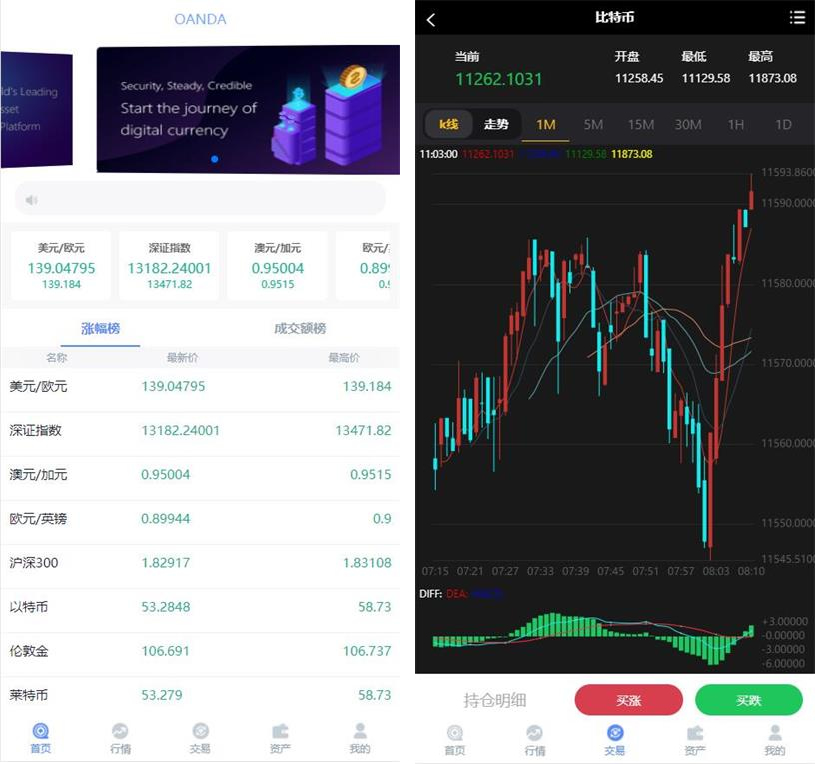 OANDA
ld's Leading
sset
Platform
Security, Steady, Credible
Start the journey of
digital currency
美元/欧元
139.04795
139.184
深证指数
13182.24001
13471.82
澳元/加元
0.95004
0.9515
欧元/
0.899
涨幅榜 成交额榜
名称 最新价 最高价
美元/欧元 139.04795 139.184
深证指数 13182.24001 13471.82
澳元/加元 0.95004 0.9515
欧元/英镑 0.89944 0.9
沪深300 1.82917 1.83108
以特币 53.2848 58.73
伦敦金 106.691 106.737
莱特币 53.279 58.73
首页 行情 交易 资产 我的
比特币
当前 开盘 最低 最高
11262.1031 11258.45 11129.58 11873.08
k线 走势 1M 5M 15M 30M 1H 1D
11:03:00 11262.1031 11129.58 11873.08
11593.8600
11590.0000
11580.0000
11570.0000
11560.0000
11550.0000
11545.5100
07:15 07:21 07:27 07:33 07:39 07:45 07:51 07:57 08:03 08:10
DIFF: DEA:
+3.00000
-0.00000
-3.00000
-6.00000
持仓明细 买涨 买跌
首页 行情 交易 资产 我的